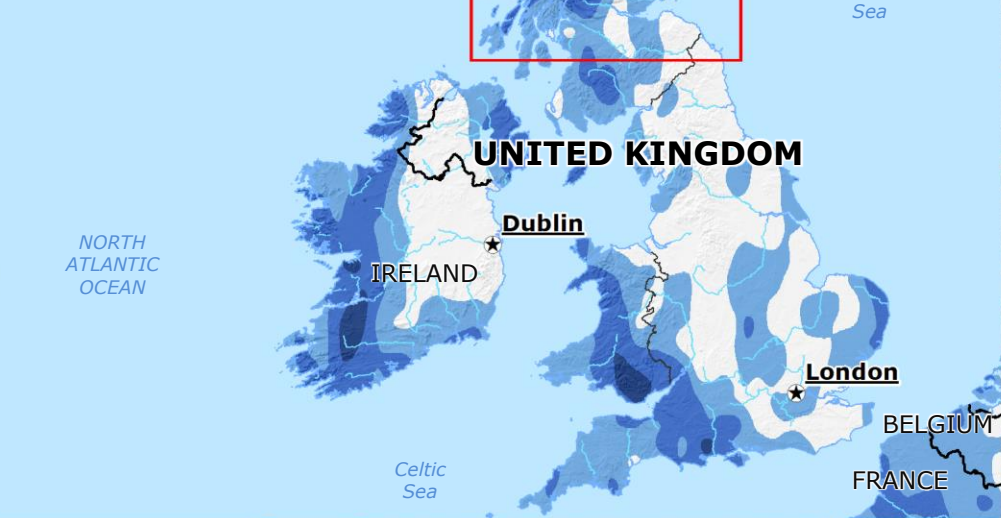 Sea
UNITED KINGDOM
Dublin
NORTH
ATLANTIC
OCEAN
IRELAND
London
BELGIUM
Celtic
Sea
FRANCE